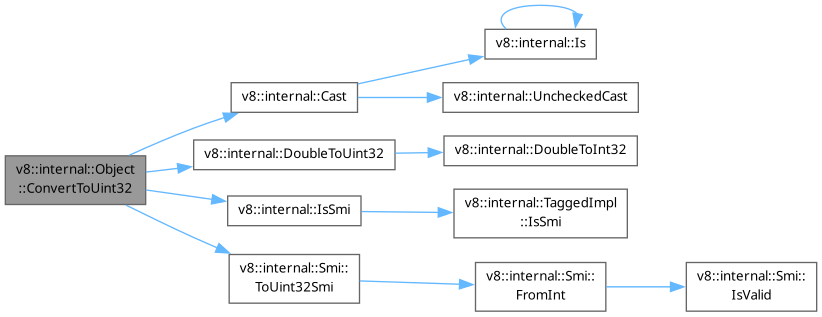 v8::internal::Object
::ConvertToUint32
v8::internal::Cast
v8::internal::Is
v8::internal::UncheckedCast
v8::internal::DoubleToUint32
v8::internal::DoubleToInt32
v8::internal::IsSmi
v8::internal::TaggedImpl
::IsSmi
v8::internal::Smi::
ToUint32Smi
v8::internal::Smi::
FromInt
v8::internal::Smi::
IsValid